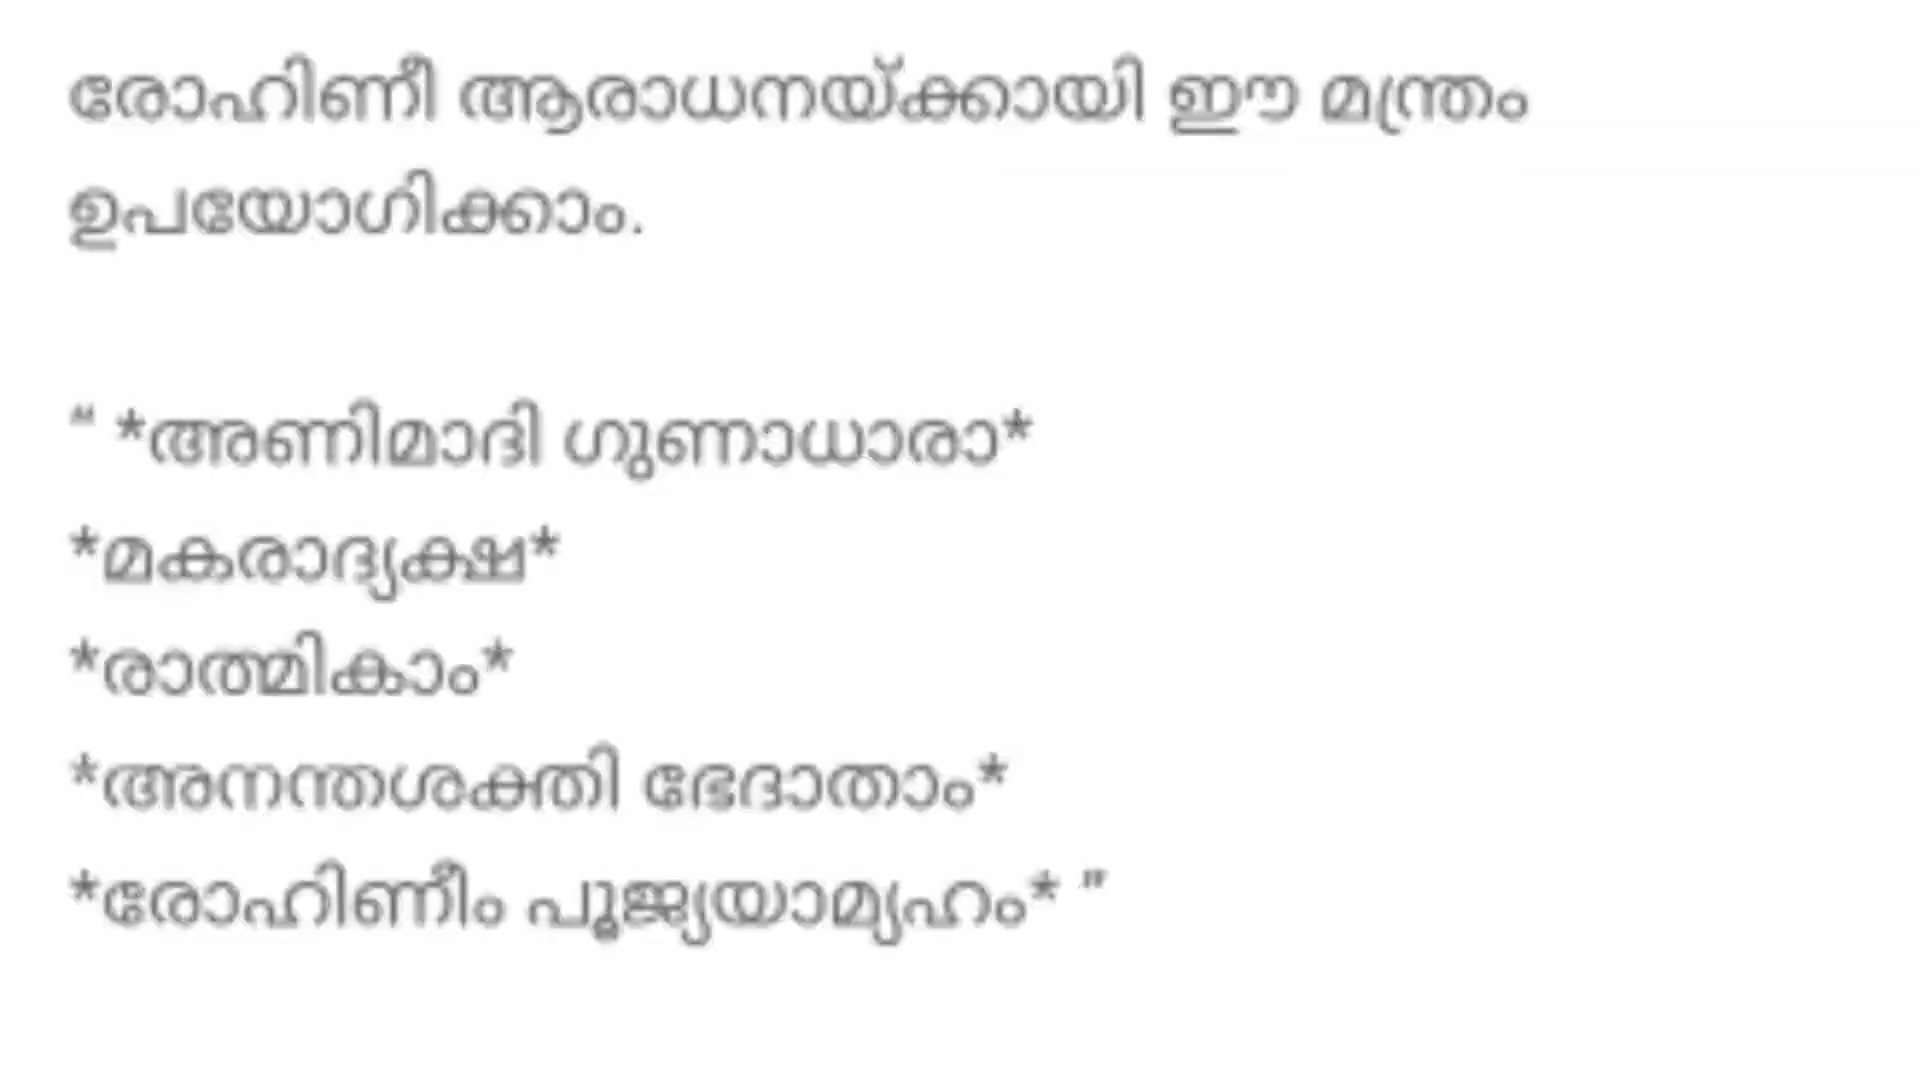 രോഹിണീ ആരാധനയ്ക്കായി ഈ മന്ത്രം
ഉപയോഗിക്കാം.
“ *അണിമാദി ഗുണാധാരാ*
*മകരാദ്യക്ഷ*
*രാത്മികാം*
*അനന്തശക്തി ഭേദാതാം*
*രോഹിണീം പൂജ്യയാമ്യഹം* ”